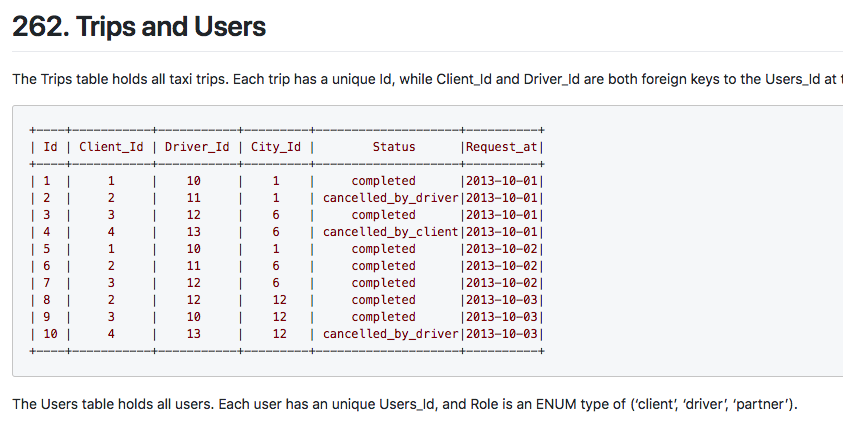 262. Trips and Users
The Trips table holds all taxi trips. Each trip has a unique Id, while Client_Id and Driver_Id are both foreign keys to the Users_Id at
+----+-----------+-----------+---------+--------------------+----------+
| Id | Client_Id | Driver_Id | City_Id |        Status      |Request_at|
+----+-----------+-----------+---------+--------------------+----------+
| 1  |     1     |    10     |    1    |     completed      |2013-10-01|
| 2  |     2     |    11     |    1    | cancelled_by_driver|2013-10-01|
| 3  |     3     |    12     |    6    |     completed      |2013-10-01|
| 4  |     4     |    13     |    6    | cancelled_by_client|2013-10-01|
| 5  |     1     |    10     |    1    |     completed      |2013-10-02|
| 6  |     2     |    11     |    6    |     completed      |2013-10-02|
| 7  |     3     |    12     |    6    |     completed      |2013-10-02|
| 8  |     2     |    12     |    12   |     completed      |2013-10-03|
| 9  |     3     |    10     |    12   |     completed      |2013-10-03|
| 10 |     4     |    13     |    12   | cancelled_by_driver|2013-10-03|
+----+-----------+-----------+---------+--------------------+----------+
The Users table holds all users. Each user has an unique Users_Id, and Role is an ENUM type of (‘client’, ‘driver’, ‘partner’).